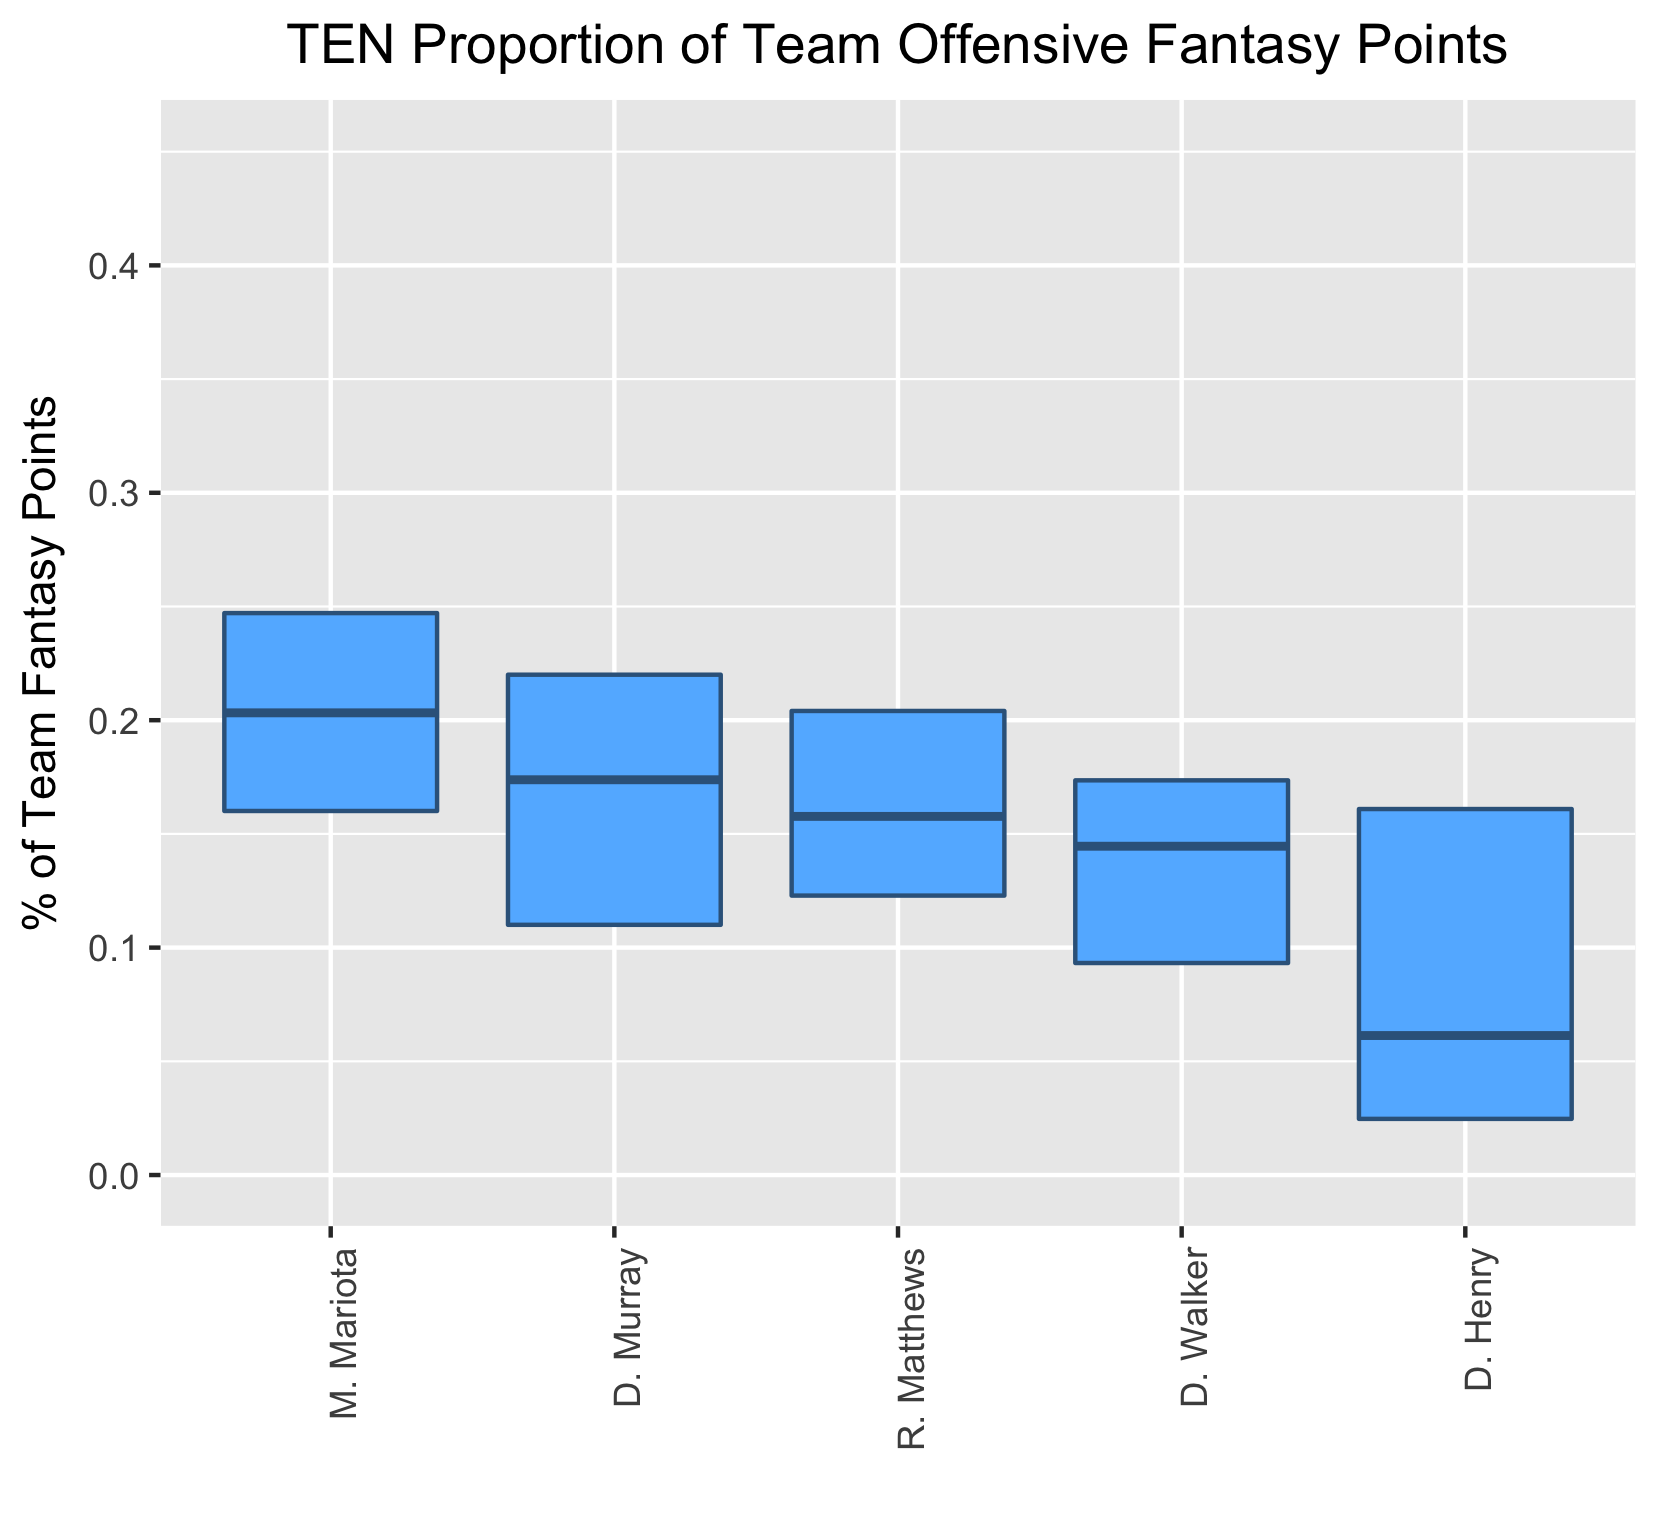 TEN Proportion of Team Offensive Fantasy Points
% of Team Fantasy Points
0.4
0.3
0.2
0.1
0.0
M. Mariota
D. Murray
R. Matthews
D. Walker
D. Henry